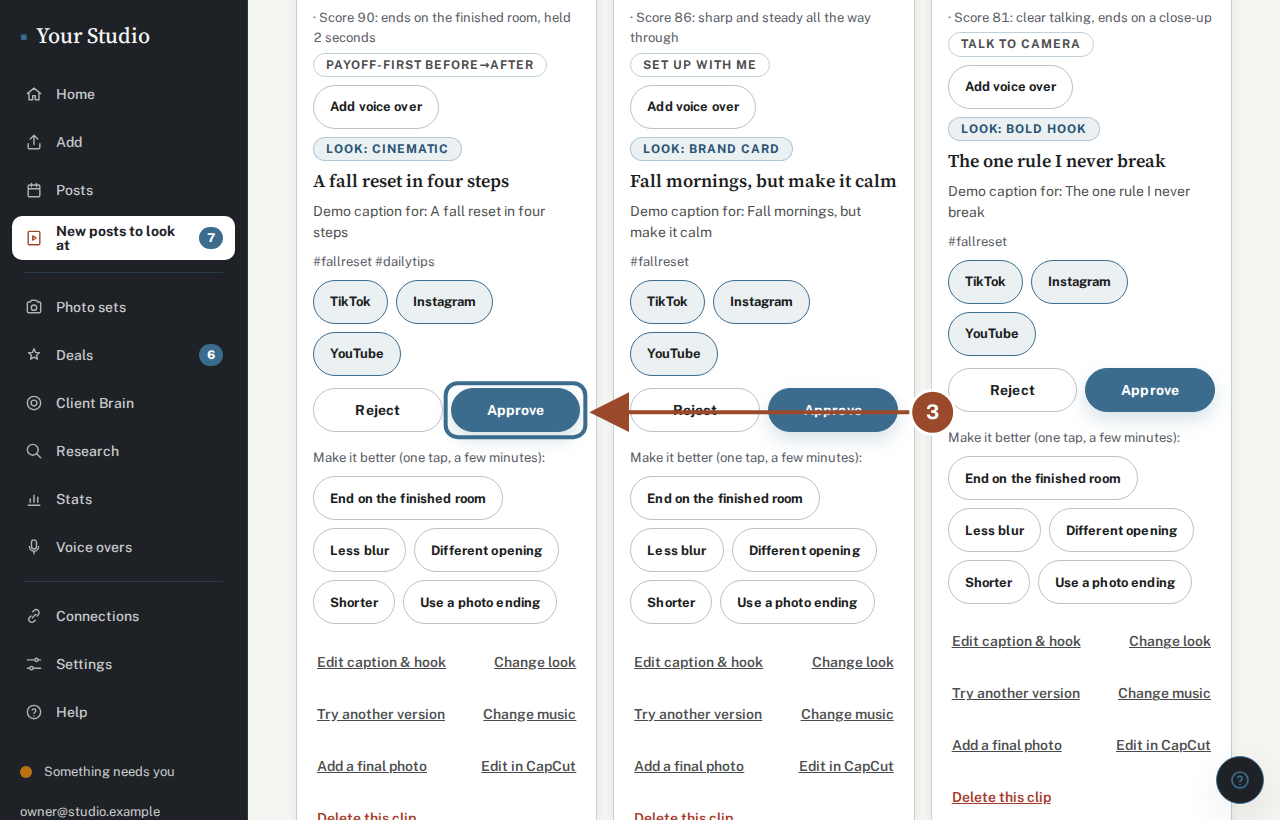 Your Studio
Home
Add
Posts
New posts to look
at
7
Photo sets
Deals
6
Client Brain
Research
Stats
Voice overs
Connections
Settings
Help
Something needs you
owner@studio.example
· Score 90: ends on the finished room, held
2 seconds
PAYOFF-FIRST BEFORE→AFTER
Add voice over
LOOK: CINEMATIC
A fall reset in four steps
Demo caption for: A fall reset in four
steps
#fallreset #dailytips
TikTok
Instagram
YouTube
Reject
Approve
Make it better (one tap, a few minutes):
End on the finished room
Less blur
Different opening
Shorter
Use a photo ending
Edit caption & hook
Change look
Try another version
Change music
Add a final photo
Edit in CapCut
Delete this clip
· Score 86: sharp and steady all the way
through
SET UP WITH ME
Add voice over
LOOK: BRAND CARD
Fall mornings, but make it calm
Demo caption for: Fall mornings, but
make it calm
#fallreset
TikTok
Instagram
YouTube
Reject
Approve
Make it better (one tap, a few minutes):
End on the finished room
Less blur
Different opening
Shorter
Use a photo ending
Edit caption & hook
Change look
Try another version
Change music
Add a final photo
Edit in CapCut
Delete this clip
3
· Score 81: clear talking, ends on a close-up
TALK TO CAMERA
Add voice over
LOOK: BOLD HOOK
The one rule I never break
Demo caption for: The one rule I never
break
#fallreset
TikTok
Instagram
YouTube
Reject
Approve
Make it better (one tap, a few minutes):
End on the finished room
Less blur
Different opening
Shorter
Use a photo ending
Edit caption & hook
Change look
Try another version
Change music
Add a final photo
Edit in CapCut
Delete this clip